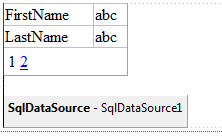 FirstName abc
LastName abc
1 2
SqlDataSource - SqlDataSource1